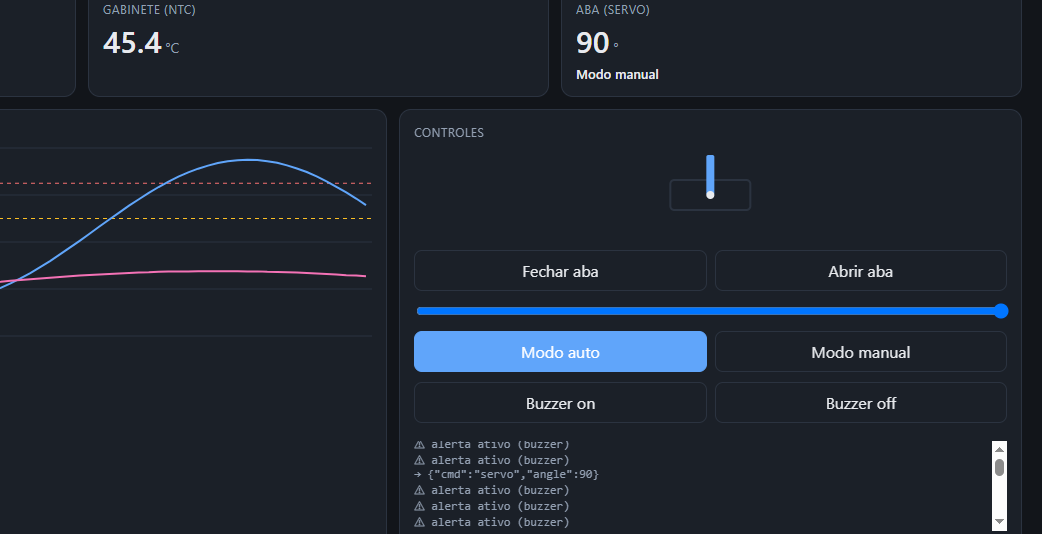 GABINETE (NTC)
45.4 °C
ABA (SERVO)
90 °
Modo manual
CONTROLES
Fechar aba
Abrir aba
Modo auto
Modo manual
Buzzer on
Buzzer off
⚠ alerta ativo (buzzer)
⚠ alerta ativo (buzzer)
→ {"cmd":"servo","angle":90}
⚠ alerta ativo (buzzer)
⚠ alerta ativo (buzzer)
⚠ alerta ativo (buzzer)